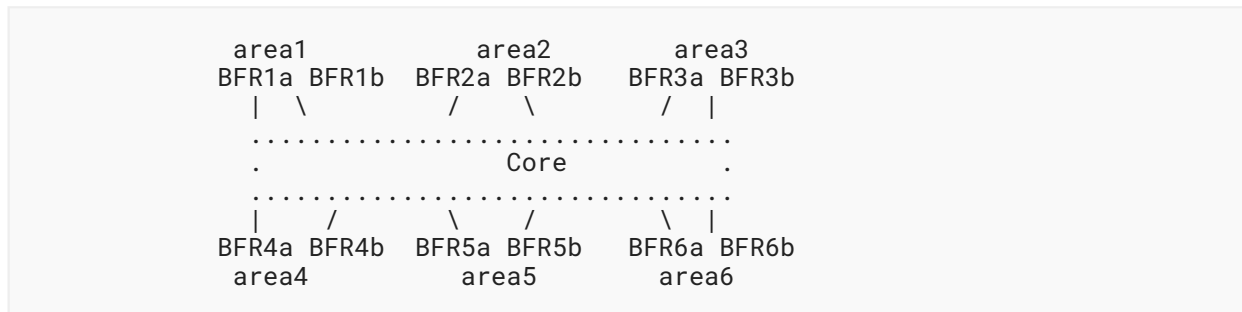 area1 area2 area3
BFR1a BFR1b BFR2a BFR2b BFR3a BFR3b
| \ / \ / |
................................
. Core .
................................
| / \ / \ |
BFR4a BFR4b BFR5a BFR5b BFR6a BFR6b
area4 area5 area6